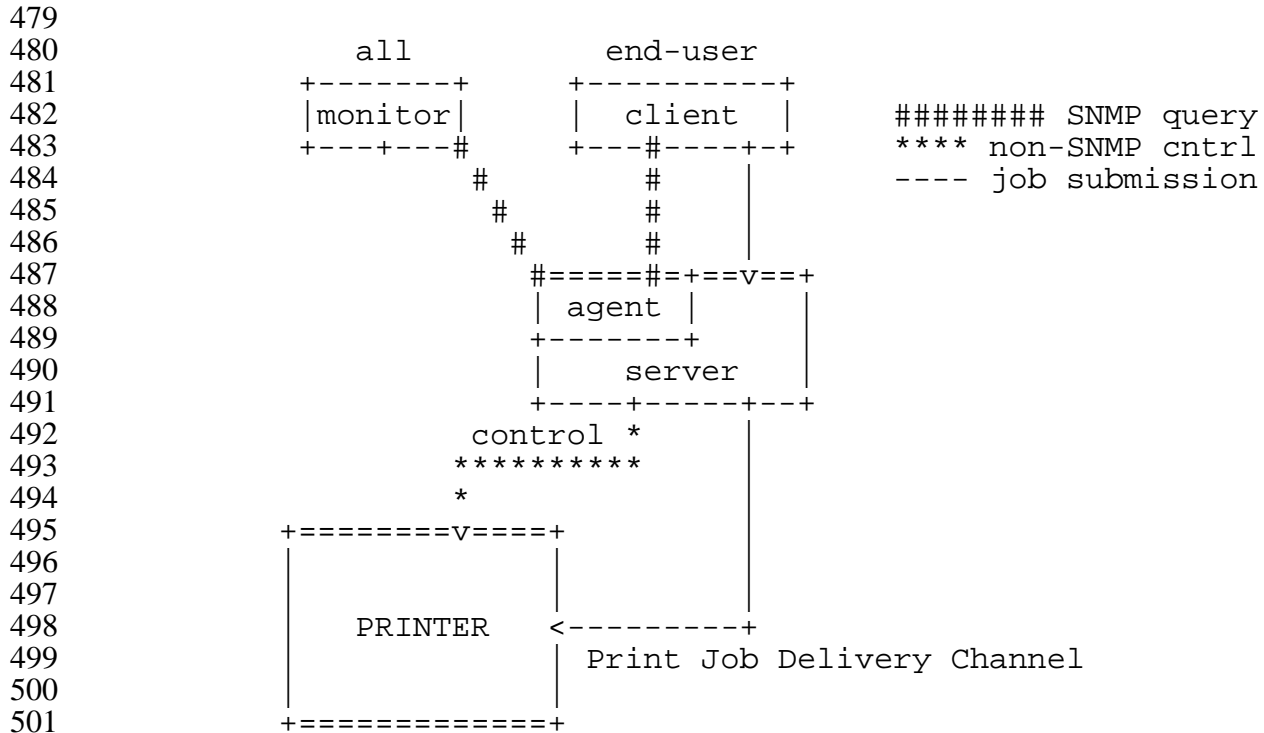 479
480                all          end-user
481             +-------+     +----------+
482             |monitor|     |  client  |     ######## SNMP query
483             +---+---#     +---#----+-+     **** non-SNMP cntrl
484                      #        #    |       ---- job submission
485                       #       #    |
486                        #      #    |
487                         #=====#=+==v==+
488                         | agent |     |
489                         +-------+     |
490                         |    server   |
491                         +----+-----+--+
492                      control *     |
493                     **********     |
494                     *              |
495            +========v====+         |
496            |             |         |
497            |             |         |
498            |   PRINTER   <---------+
499            |             | Print Job Delivery Channel
500            |             |
501            +=============+